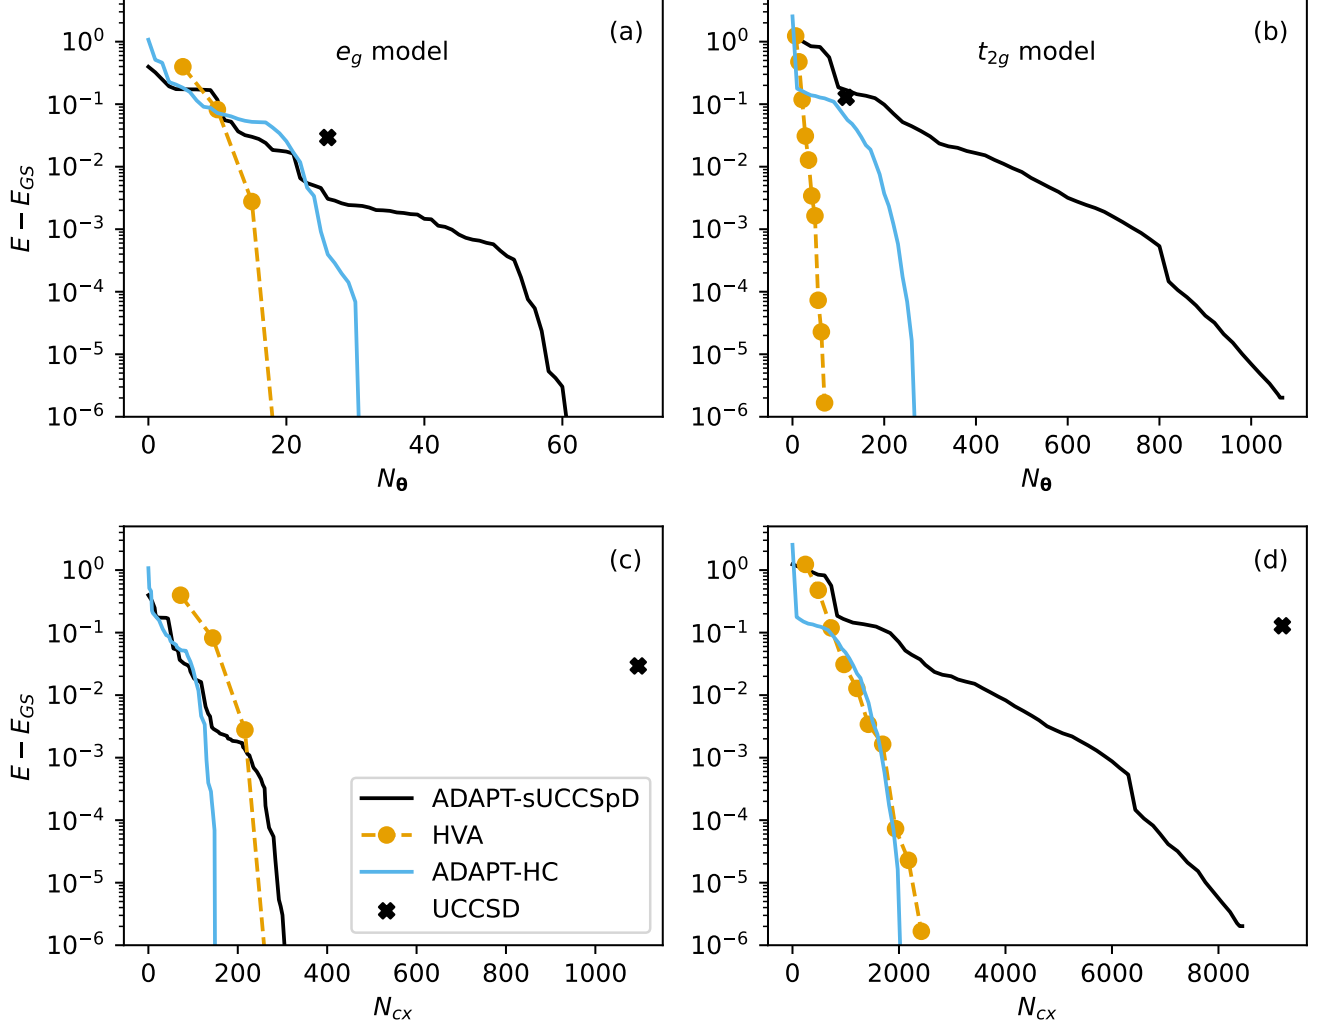 (a)
e_g model
E − E_GS
10^0
10^−1
10^−2
10^−3
10^−4
10^−5
10^−6
0 20 40 60
N_θ
(b)
t_2g model
10^0
10^−1
10^−2
10^−3
10^−4
10^−5
10^−6
0 200 400 600 800 1000
N_θ
(c)
E − E_GS
10^0
10^−1
10^−2
10^−3
10^−4
10^−5
10^−6
ADAPT-sUCCSpD
HVA
ADAPT-HC
UCCSD
0 200 400 600 800 1000
N_cx
(d)
10^0
10^−1
10^−2
10^−3
10^−4
10^−5
10^−6
0 2000 4000 6000 8000
N_cx